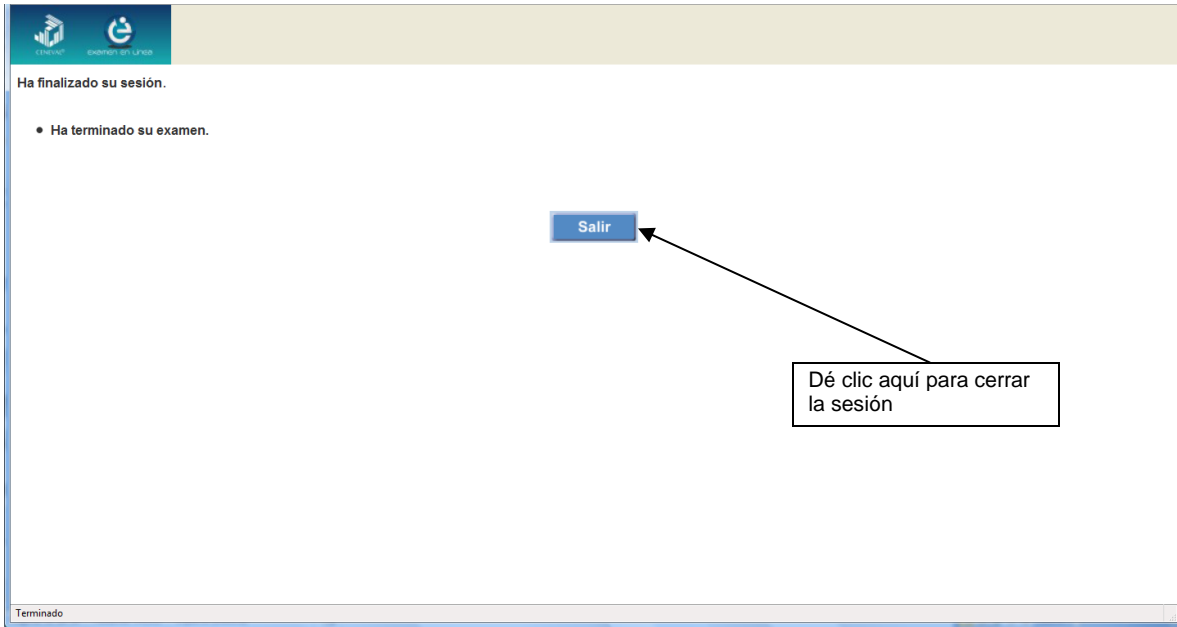 CENEVAL®
examen en línea
Ha finalizado su sesión.
• Ha terminado su examen.
Salir
Dé clic aquí para cerrar
la sesión
Terminado